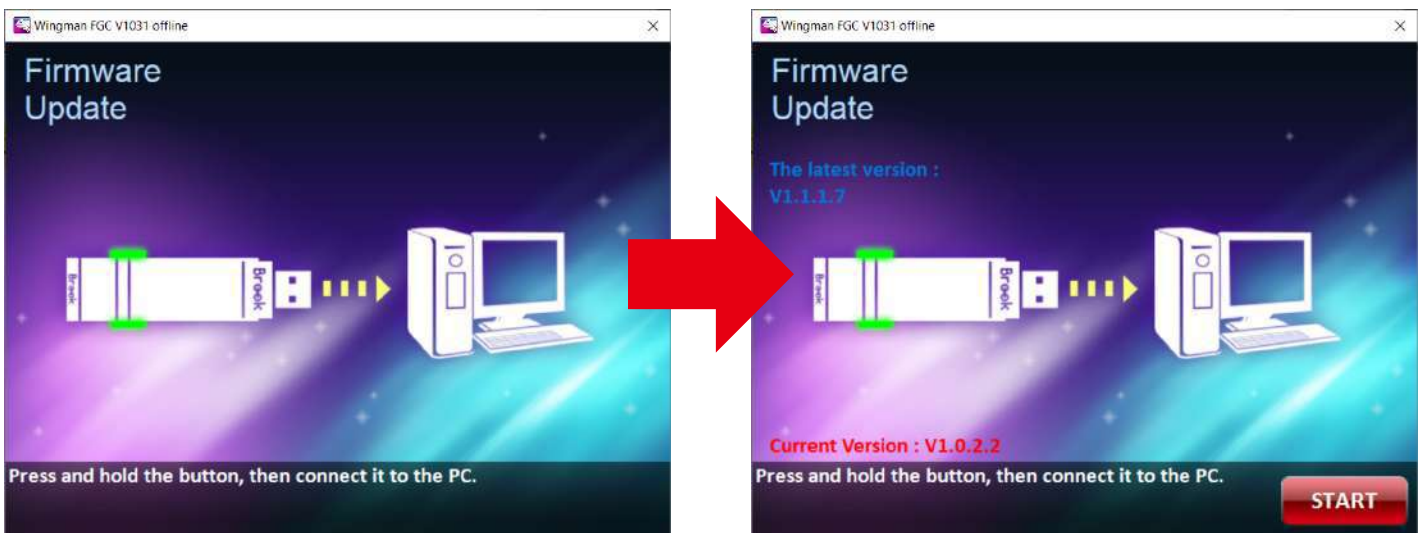 Wingman FGC V1031 offline
Firmware
Update
Brook
Brook
Press and hold the button, then connect it to the PC.
Wingman FGC V1031 offline
Firmware
Update
The latest version :
V1.1.1.7
Brook
Brook
Current Version : V1.0.2.2
Press and hold the button, then connect it to the PC.
START